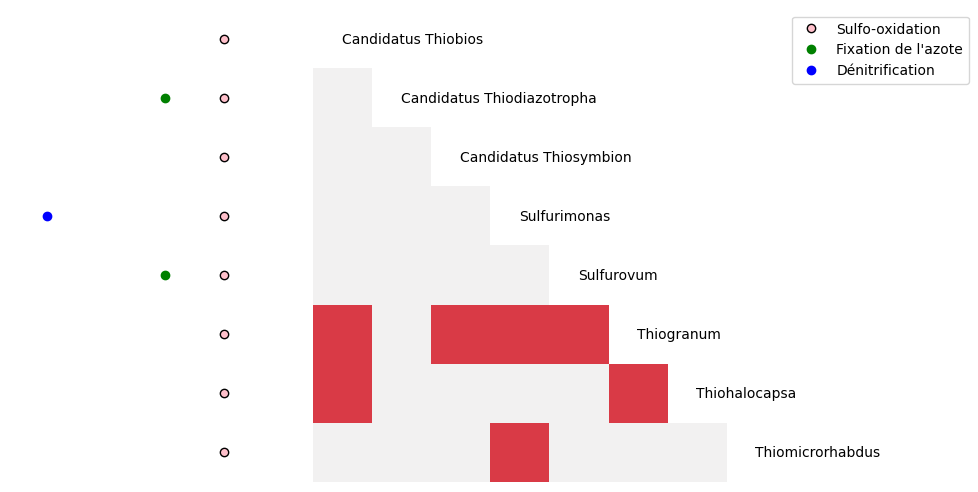 Sulfo-oxidation
Fixation de l'azote
Dénitrification
Candidatus Thiobios
Candidatus Thiodiazotropha
Candidatus Thiosymbion
Sulfurimonas
Sulfurovum
Thiogranum
Thiohalocapsa
Thiomicrorhabdus